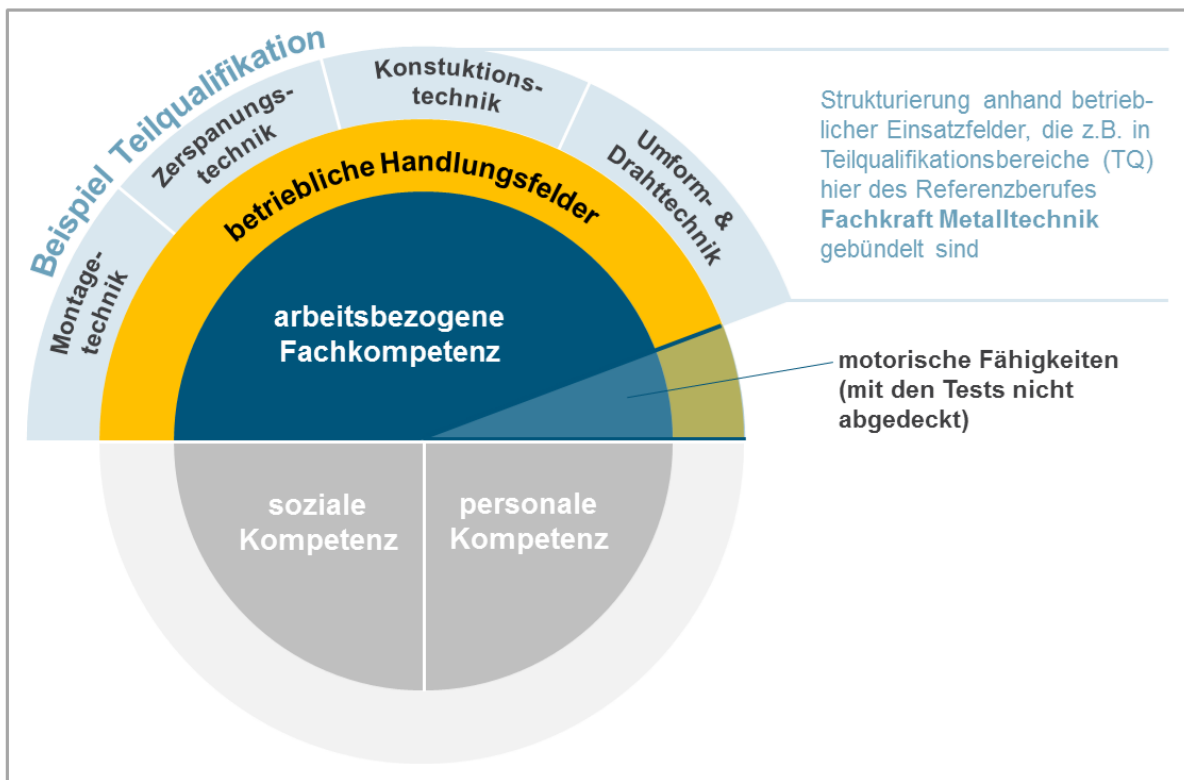 Beispiel Teilqualifikation
Montage-
technik
Zerspanungs-
technik
Konstuktions-
technik
Umform- &
Drahttechnik
betriebliche Handlungsfelder
arbeitsbezogene
Fachkompetenz
soziale
Kompetenz
personale
Kompetenz
Strukturierung anhand betrieb-
licher Einsatzfelder, die z.B. in
Teilqualifikationsbereiche (TQ)
hier des Referenzberufes
Fachkraft Metalltechnik
gebündelt sind
motorische Fähigkeiten
(mit den Tests nicht
abgedeckt)